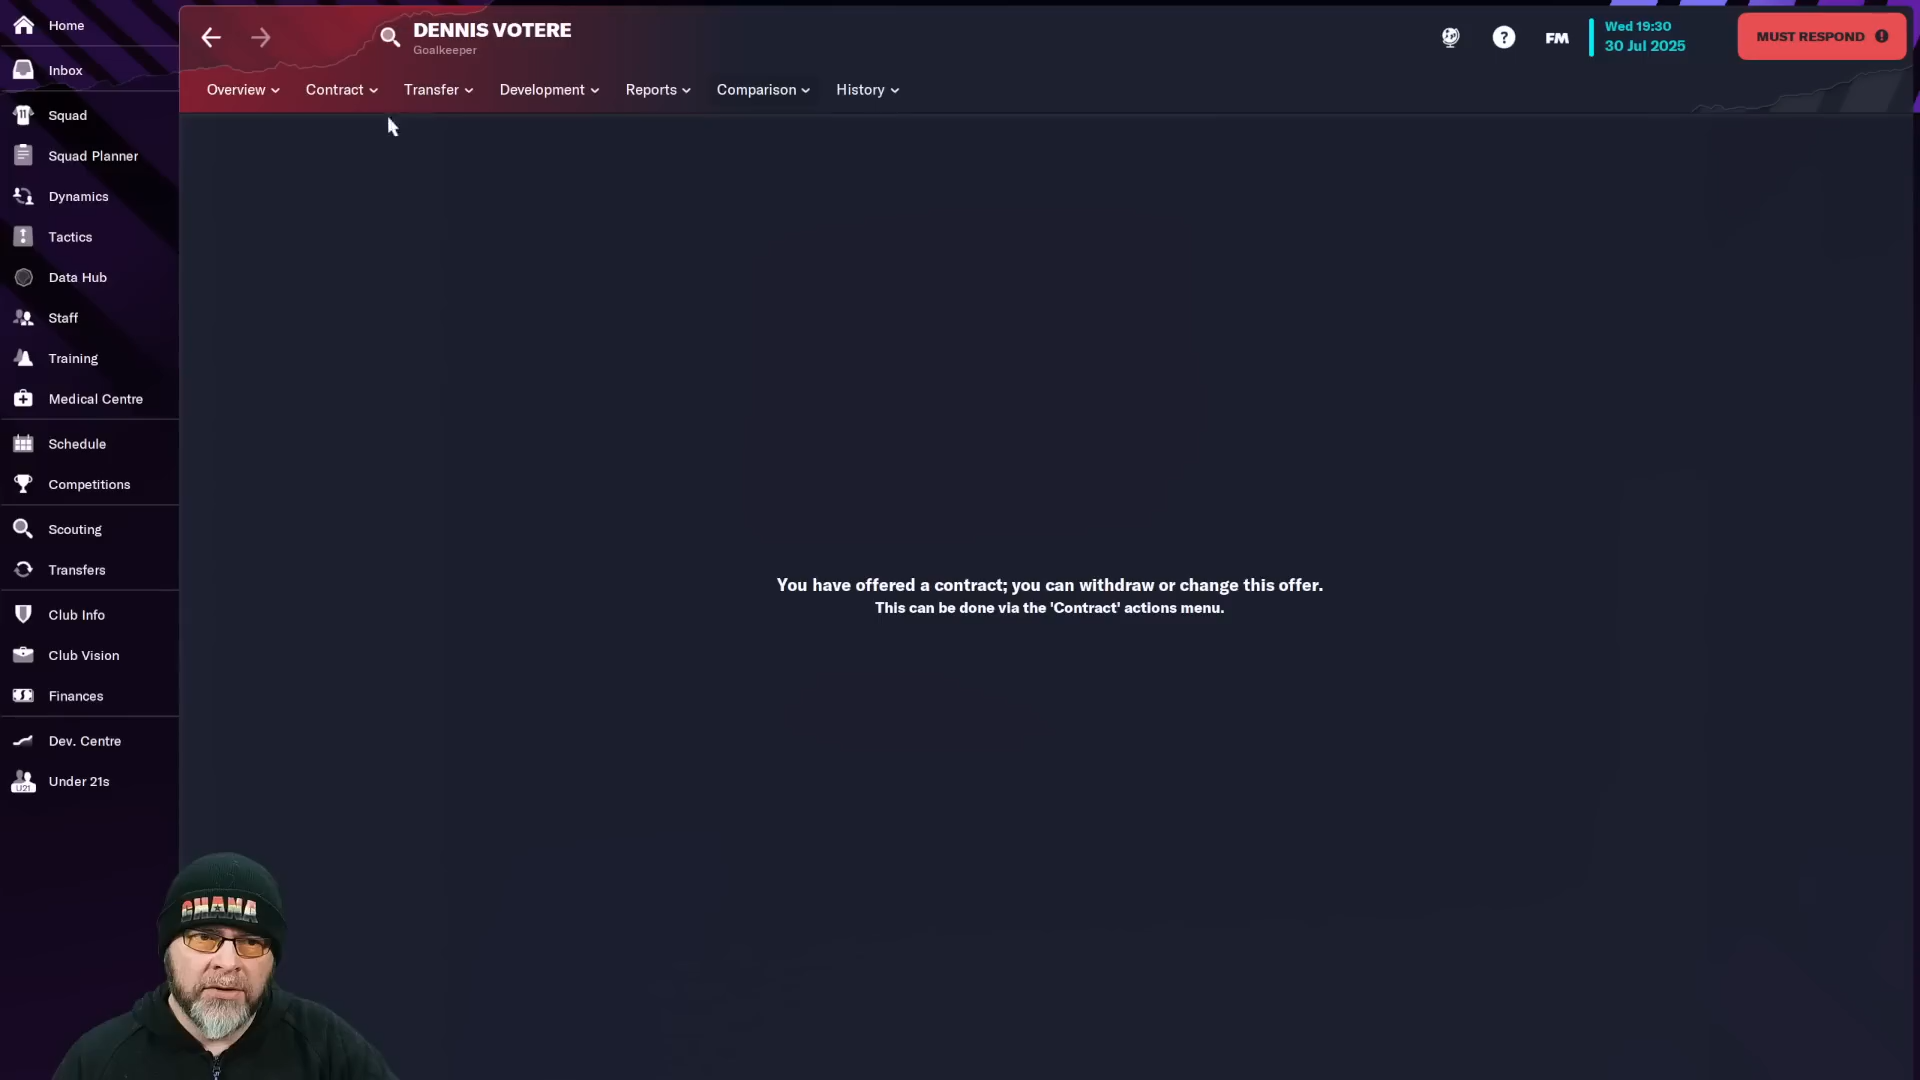 Home
Inbox
Squad
Squad Planner
Dynamics
Tactics
Data Hub
Staff
Training
Medical Centre
Schedule
Competitions
Scouting
Transfers
Club Info
Club Vision
Finances
Dev. Centre
U21
Under 21s
11
DENNIS VOTERE
Goalkeeper
?
FM
Wed 19:30
30 Jul 2025
MUST RESPOND
Overview
Contract
Transfer
Development
Reports
Comparison
History
You have offered a contract; you can withdraw or change this offer.
This can be done via the 'Contract' actions menu.
GHANA